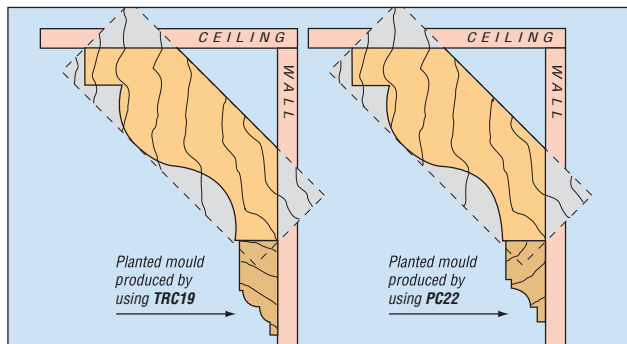 CEILING
WALL
Planted mould
produced by
using TRC19
CEILING
WALL
Planted mould
produced by
using PC22